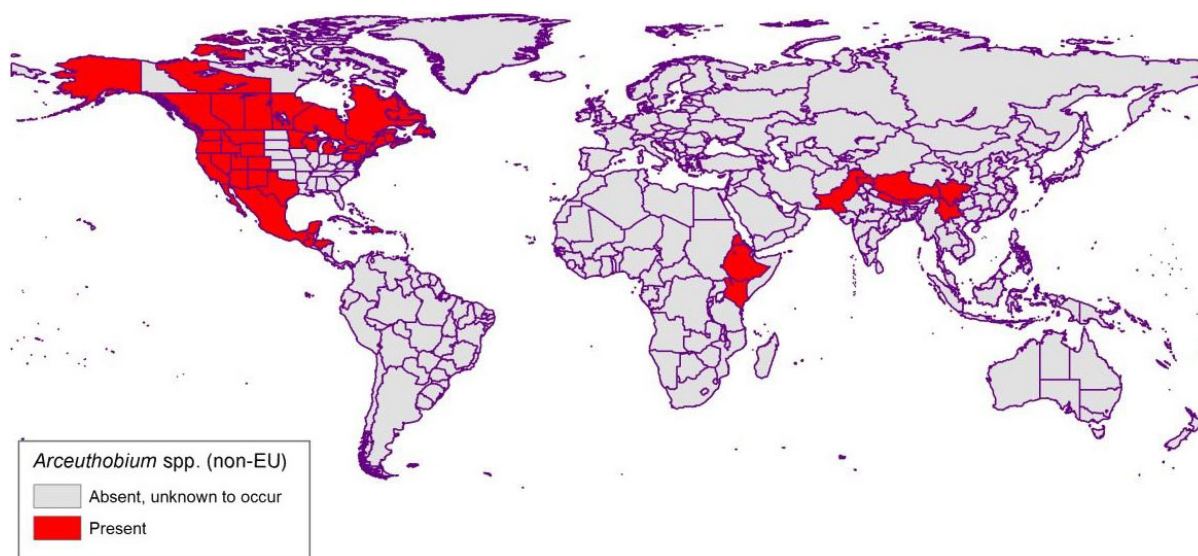 Arceuthobium spp. (non-EU)
Absent, unknown to occur
Present